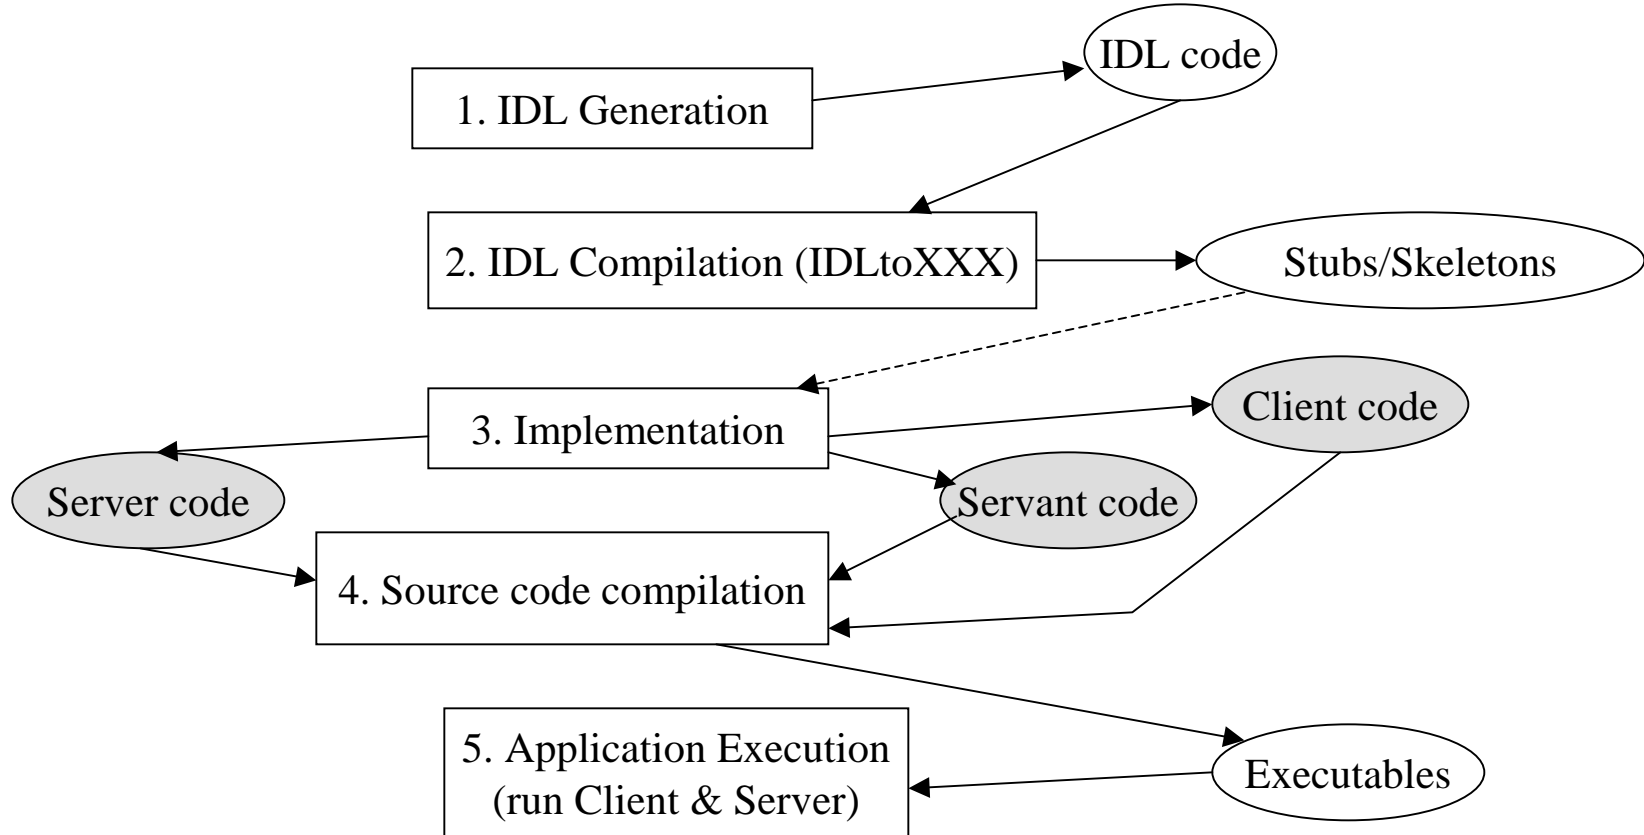 IDL code
1. IDL Generation
2. IDL Compilation (IDLtoXXX)
Stubs/Skeletons
3. Implementation
Client code
Server code
Servant code
4. Source code compilation
5. Application Execution
(run Client & Server)
Executables